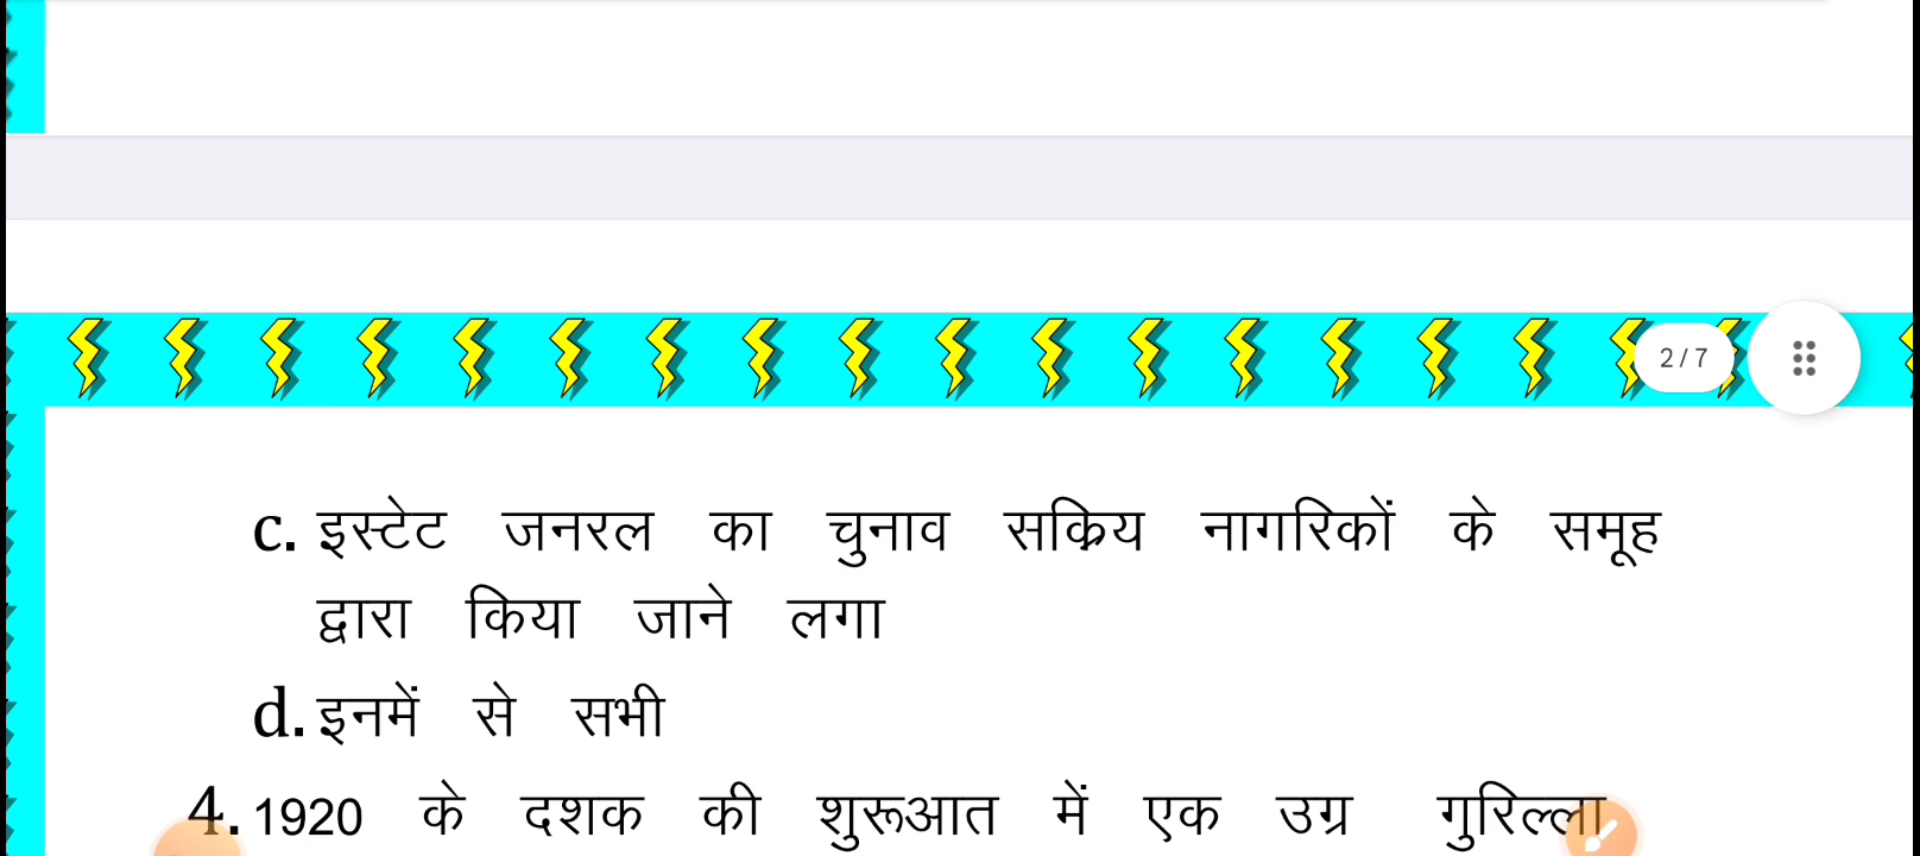 2/7
c. इस्टेट जनरल का चुनाव सक्रिय नागरिकों के समूह
द्वारा किया जाने लगा
d. इनमें से सभी
4. 1920 के दशक की शुरूआत में एक उग्र गुरिल्ला